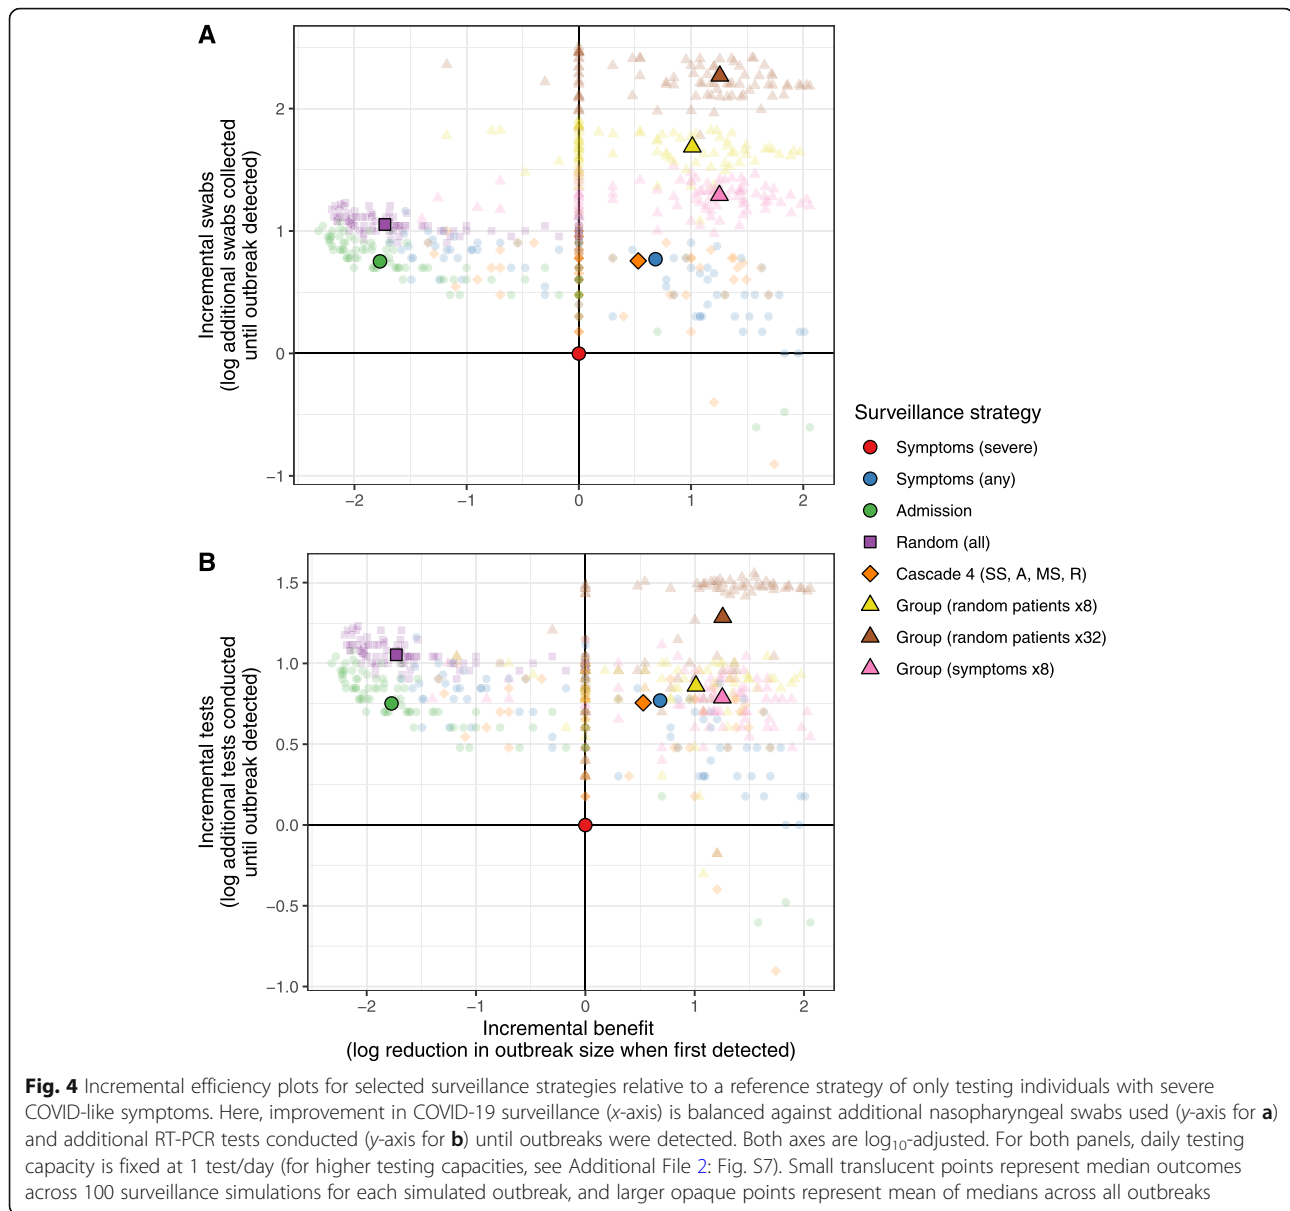 A
Incremental swabs
(log additional swabs collected
until outbreak detected)
2
1
0
−1
−2
−1
0
1
2
B
Incremental tests
(log additional tests conducted
until outbreak detected)
1.5
1.0
0.5
0.0
−0.5
−1.0
−2
−1
0
1
2
Incremental benefit
(log reduction in outbreak size when first detected)
Surveillance strategy
Symptoms (severe)
Symptoms (any)
Admission
Random (all)
Cascade 4 (SS, A, MS, R)
Group (random patients x8)
Group (random patients x32)
Group (symptoms x8)
Fig. 4 Incremental efficiency plots for selected surveillance strategies relative to a reference strategy of only testing individuals with severe
COVID-like symptoms. Here, improvement in COVID-19 surveillance (x-axis) is balanced against additional nasopharyngeal swabs used (y-axis for a)
and additional RT-PCR tests conducted (y-axis for b) until outbreaks were detected. Both axes are log10-adjusted. For both panels, daily testing
capacity is fixed at 1 test/day (for higher testing capacities, see Additional File 2: Fig. S7). Small translucent points represent median outcomes
across 100 surveillance simulations for each simulated outbreak, and larger opaque points represent mean of medians across all outbreaks